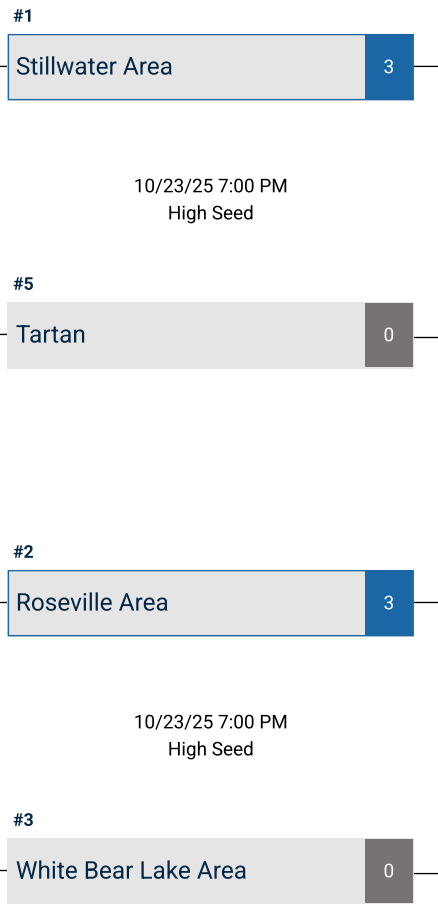 #1
Stillwater Area 3
10/23/25 7:00 PM
High Seed
#5
Tartan 0
#2
Roseville Area 3
10/23/25 7:00 PM
High Seed
#3
White Bear Lake Area 0